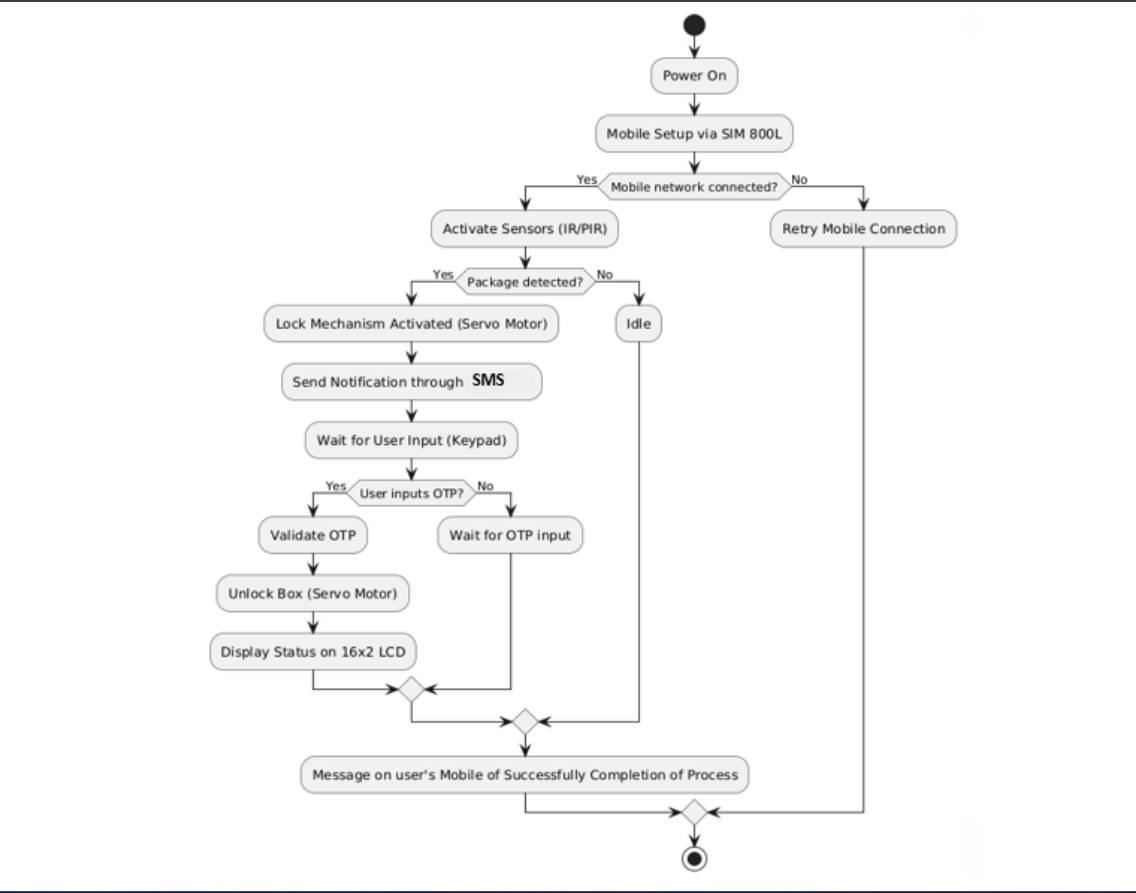 Power On
Mobile Setup via SIM 800L
Yes
Mobile network connected?
No
Activate Sensors (IR/PIR)
Retry Mobile Connection
Yes
Package detected?
No
Lock Mechanism Activated (Servo Motor)
Idle
Send Notification through SMS
Wait for User Input (Keypad)
Yes
User inputs OTP?
No
Validate OTP
Wait for OTP input
Unlock Box (Servo Motor)
Display Status on 16x2 LCD
Message on user's Mobile of Successfully Completion of Process